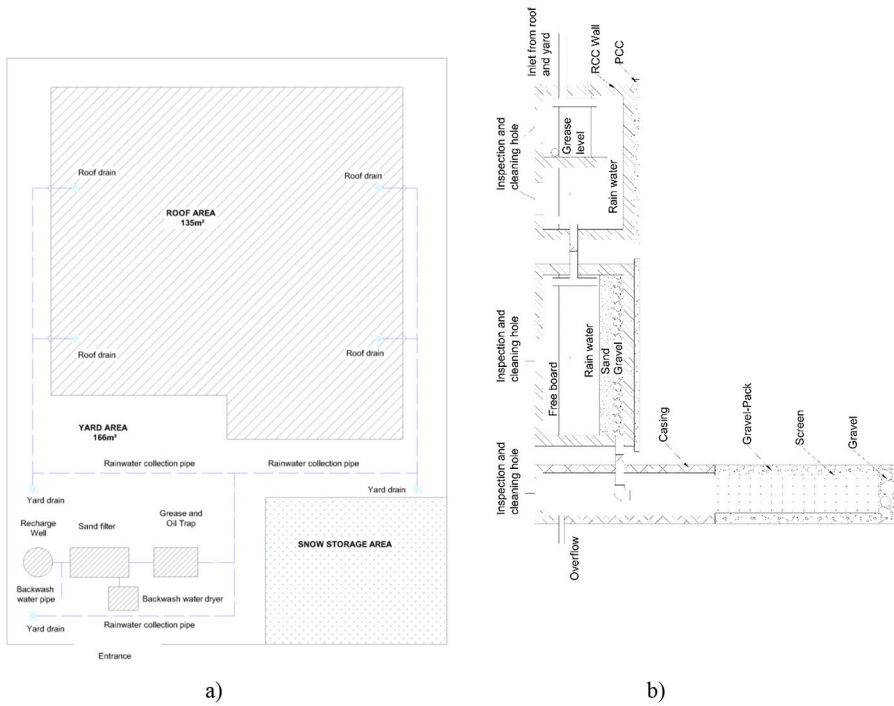 Roof drain
Roof drain
ROOF AREA
135m²
Roof drain
Roof drain
YARD AREA
166m²
Rainwater collection pipe
Rainwater collection pipe
Yard drain
Yard drain
Recharge
Well
Sand filter
Grease and
Oil Trap
SNOW STORAGE AREA
Backwash
water pipe
Backwash water dryer
Yard drain
Rainwater collection pipe
Entrance
a)
Inlet from roof
and yard
RCC Wall
PCC
Inspection and
cleaning hole
Grease
level
Rain water
Inspection and
cleaning hole
Free board
Rain water
Sand
Gravel
Inspection and
cleaning hole
Casing
Gravel-Pack
Screen
Gravel
Overflow
b)